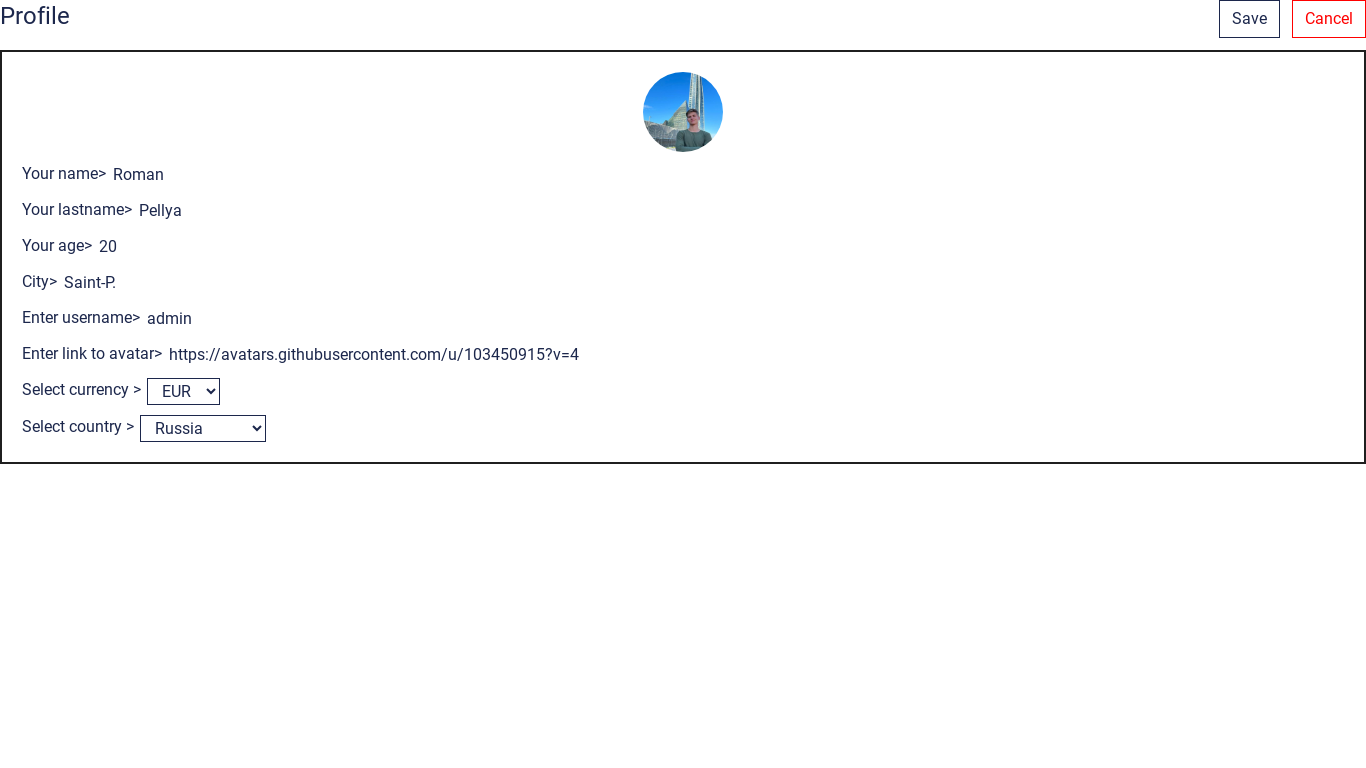 Profile
Save
Cancel
Your name> Roman
Your lastname> Pellya
Your age> 20
City> Saint-P.
Enter username> admin
Enter link to avatar> https://avatars.githubusercontent.com/u/103450915?v=4
Select currency > EUR
Select country > Russia